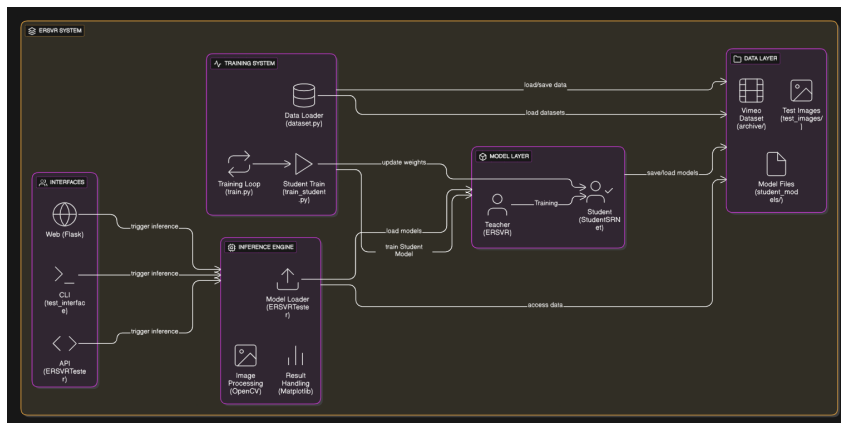 ERSVR SYSTEM
TRAINING SYSTEM
Data Loader
(dataset.py)
Training Loop
(train.py)
Student Train
(train_student
.py)
load/save data
load datasets
update weights
DATA LAYER
Vimeo
Dataset
(archive/)
Test Images
(test_images/
)
Model Files
(student_mod
els/)
MODEL LAYER
Teacher
(ERSVR)
Training
Student
(StudentSRN
et)
save/load models
INTERFACES
Web (Flask)
CLI
(test_interfac
e)
API
(ERSVRTeste
r)
trigger inference
trigger inference
trigger inference
INFERENCE ENGINE
Model Loader
(ERSVRTeste
r)
Image
Processing
(OpenCV)
Result
Handling
(Matplotlib)
load models
train Student
Model
access data